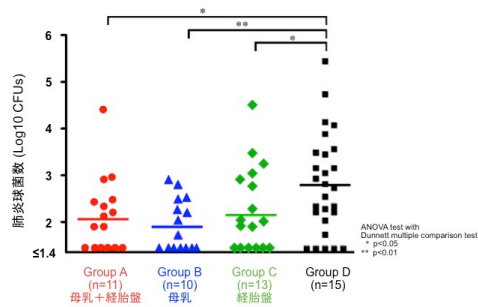 *
**
*
肺炎球菌数 (Log10 CFUs)
6
5
4
3
2
≤1.4
Group A
(n=11)
母乳+経胎盤
Group B
(n=10)
母乳
Group C
(n=13)
経胎盤
Group D
(n=15)
ANOVA test with
Dunnett multiple comparison test
* p<0.05
** p<0.01